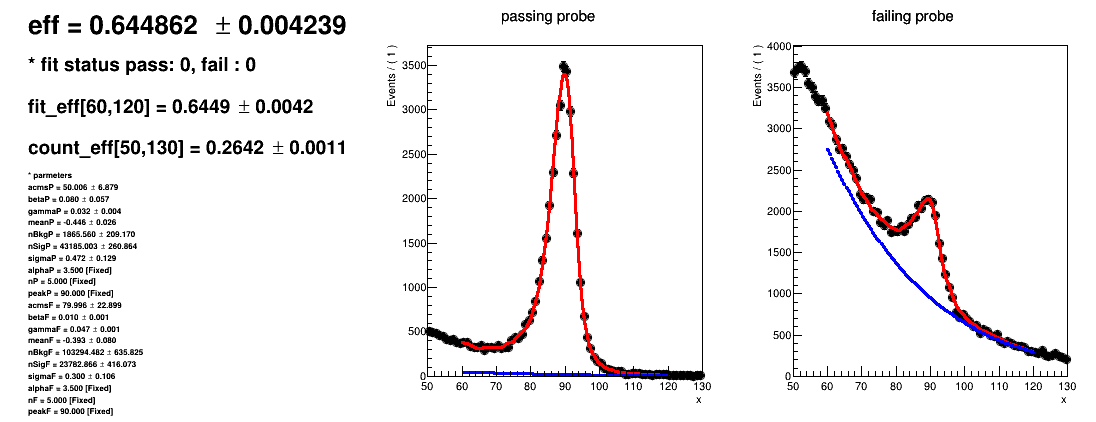 eff = 0.644862 ± 0.004239
* fit status pass: 0, fail : 0
fit_eff[60,120] = 0.6449 ± 0.0042
count_eff[50,130] = 0.2642 ± 0.0011
* parmeters
acmsP = 50.006 ± 6.879
betaP = 0.080 ± 0.057
gammaP = 0.032 ± 0.004
meanP = -0.446 ± 0.026
nBkgP = 1865.560 ± 209.170
nSigP = 43185.003 ± 260.864
sigmaP = 0.472 ± 0.129
alphaP = 3.500 [Fixed]
nP = 5.000 [Fixed]
peakP = 90.000 [Fixed]
acmsF = 79.996 ± 22.899
betaF = 0.010 ± 0.001
gammaF = 0.047 ± 0.001
meanF = -0.393 ± 0.080
nBkgF = 103294.482 ± 635.825
nSigF = 23782.866 ± 416.073
sigmaF = 0.300 ± 0.106
alphaF = 3.500 [Fixed]
nF = 5.000 [Fixed]
peakF = 90.000 [Fixed]
passing probe
Events / ( 1 )
3500
3000
2500
2000
1500
1000
500
0
50 60 70 80 90 100 110 120 130
x
failing probe
Events / ( 1 )
4000
3500
3000
2500
2000
1500
1000
500
0
50 60 70 80 90 100 110 120 130
x